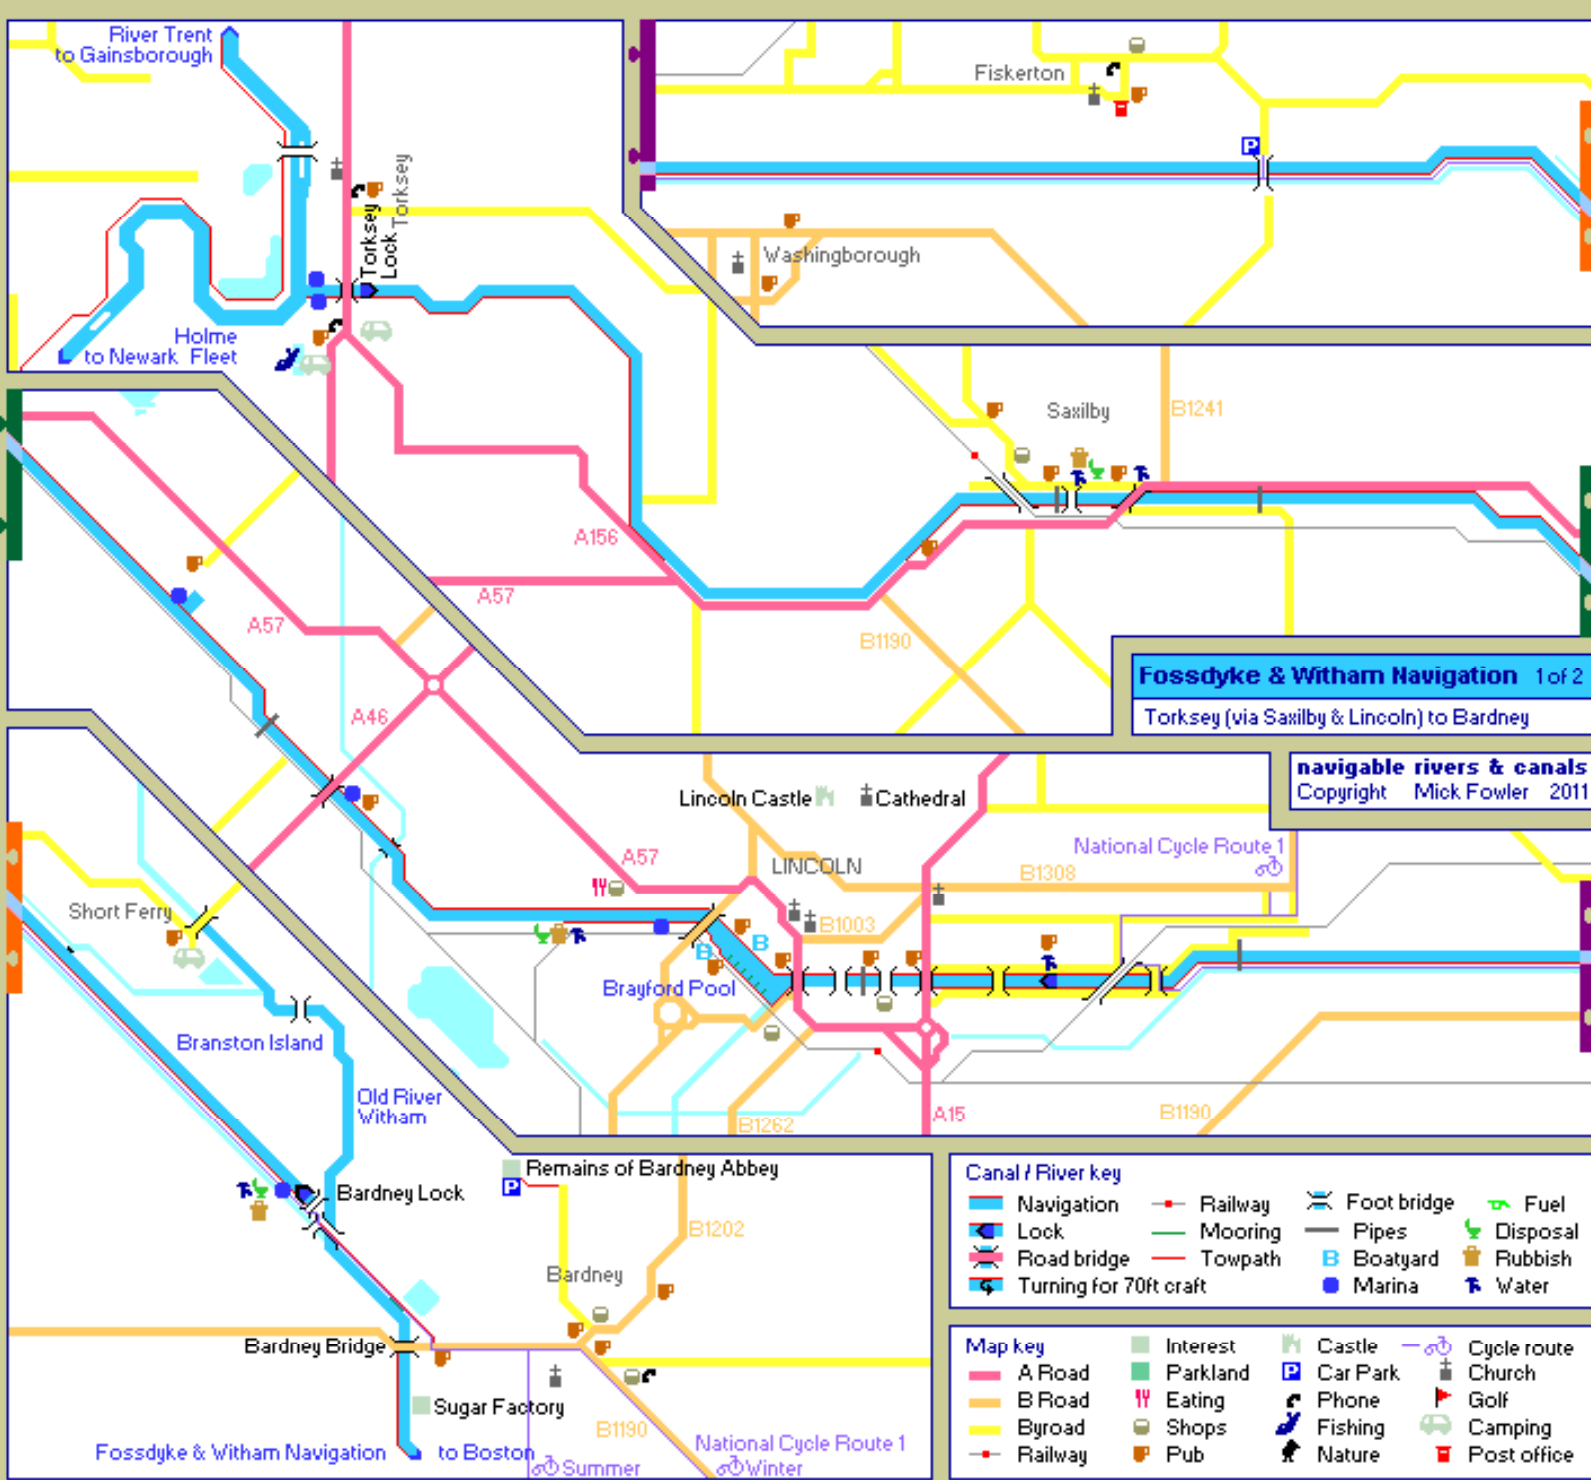 River Trent
to Gainsborough
Torksey
Torksey
Lock
Holme
to Newark Fleet
Fiskerton
Washingborough
Saxilby
B1241
A156
A57
B1190
A57
A46
Fossdyke & Witham Navigation 1 of 2
Torksey (via Saxilby & Lincoln) to Bardney
navigable rivers & canals
Copyright Mick Fowler 2011
Lincoln Castle
Cathedral
National Cycle Route 1
A57
LINCOLN
B1308
B1003
B
B
Brayford Pool
A15
B1262
B1190
Short Ferry
Branston Island
Old River
Witham
Bardney Lock
P
Remains of Bardney Abbey
P
B1202
Bardney
Bardney Bridge
Sugar Factory
B1190
Fossdyke & Witham Navigation to Boston
Summer
National Cycle Route 1
Winter
Canal / River key
Navigation
Lock
Road bridge
Turning for 70ft craft
Railway
Mooring
Towpath
Foot bridge
Pipes
B Boatyard
Marina
Fuel
Disposal
Rubbish
Water
Map key
A Road
B Road
Byroad
Railway
Interest
Parkland
Eating
Shops
Pub
Castle
P Car Park
Phone
Fishing
Nature
Cycle route
Church
Golf
Camping
Post office